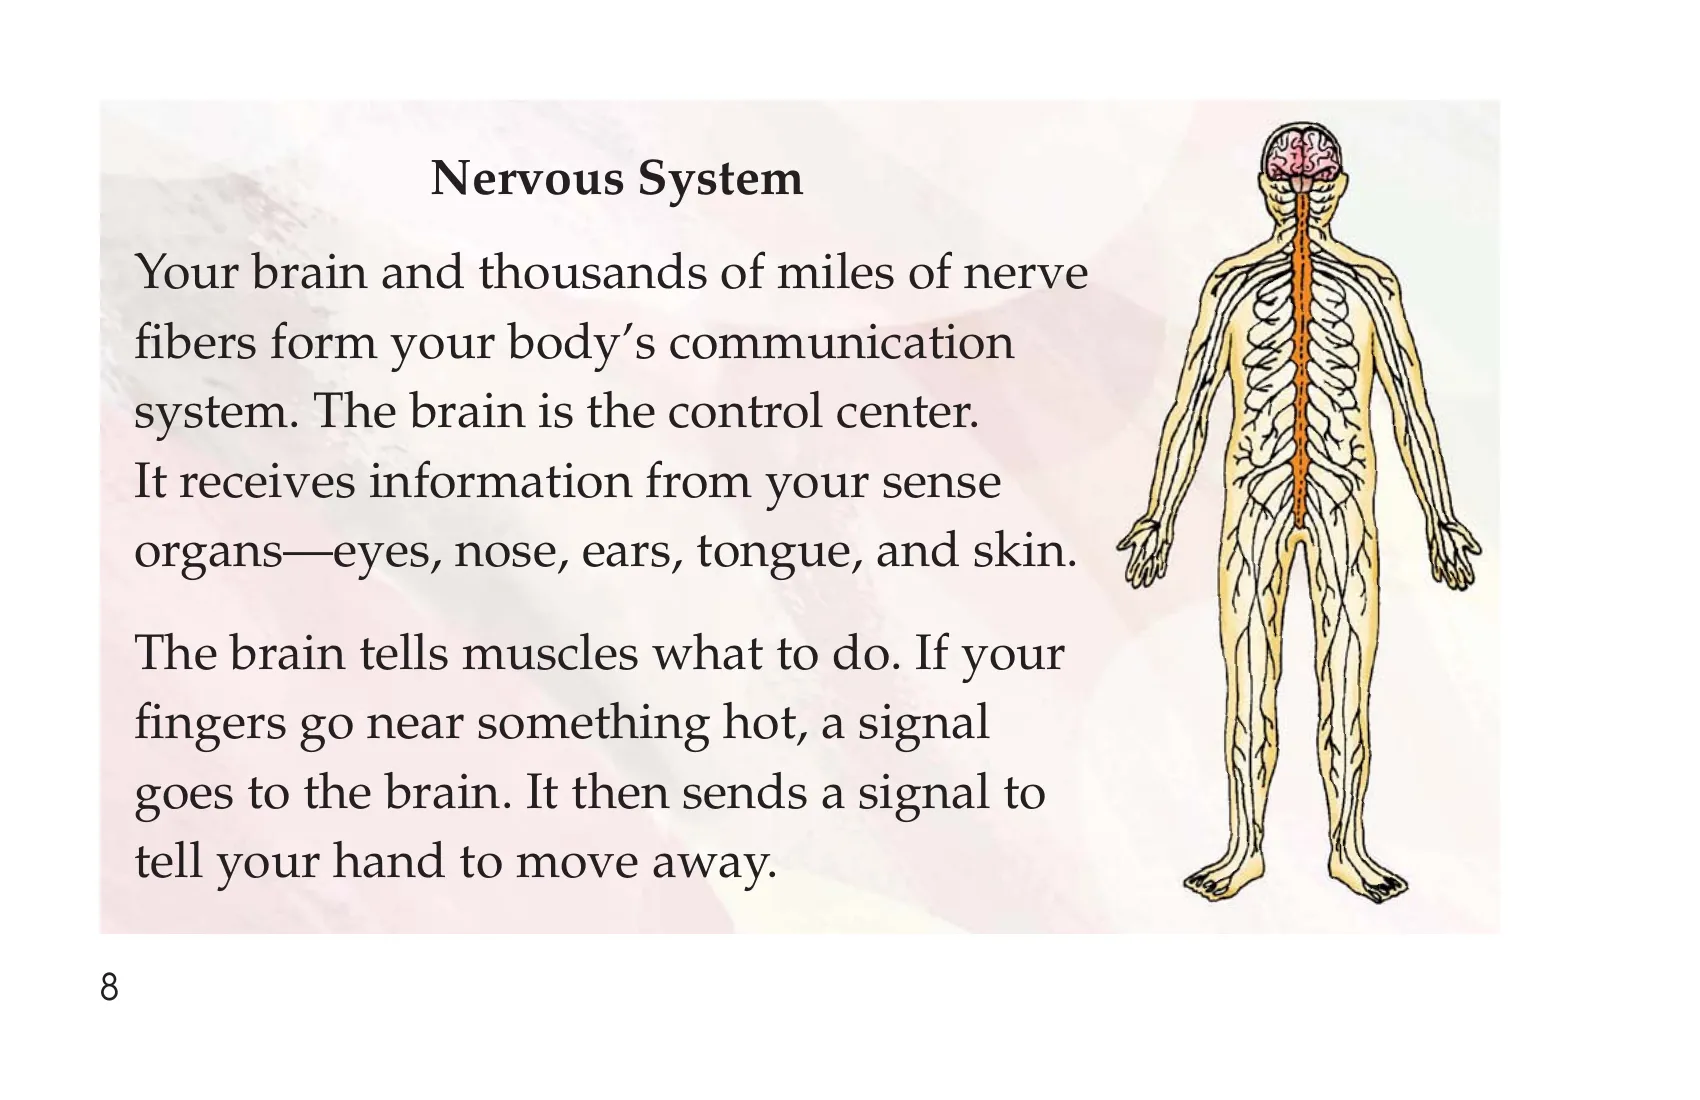 Nervous System
Your brain and thousands of miles of nerve
fibers form your body’s communication
system. The brain is the control center.
It receives information from your sense
organs—eyes, nose, ears, tongue, and skin.
The brain tells muscles what to do. If your
fingers go near something hot, a signal
goes to the brain. It then sends a signal to
tell your hand to move away.
8